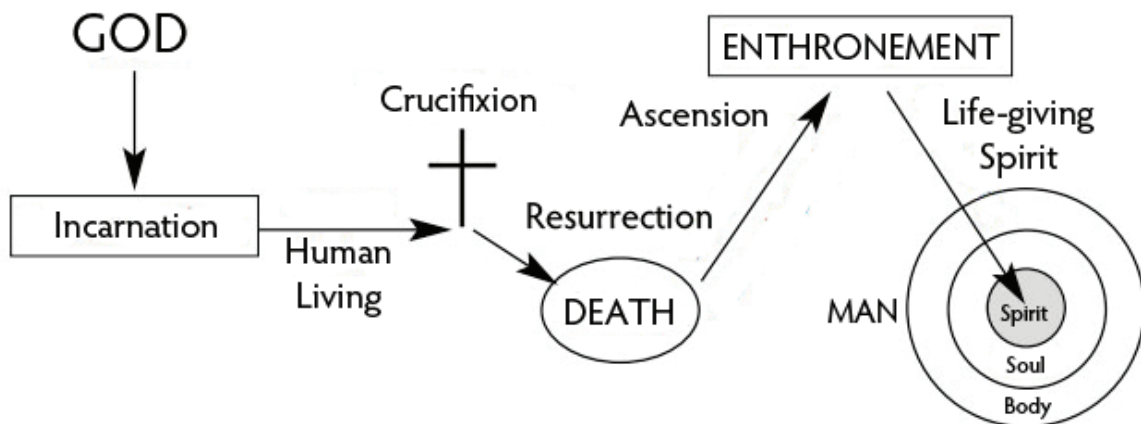 GOD
Incarnation
Human
Living
Crucifixion
Resurrection
DEATH
Ascension
ENTHRONEMENT
Life-giving
Spirit
MAN
Spirit
Soul
Body